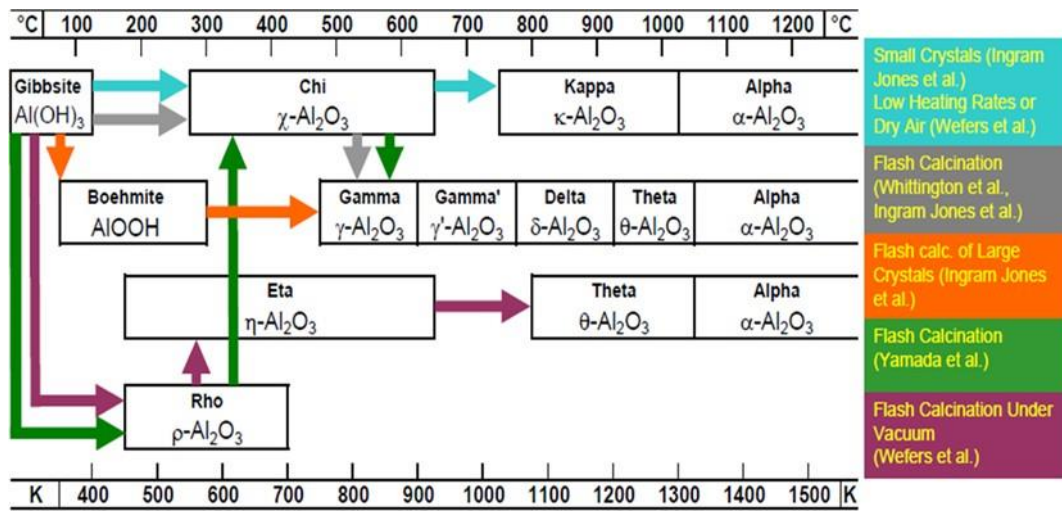 °C 100 200 300 400 500 600 700 800 900 1000 1100 1200 °C
Gibbsite
Al(OH)₃
Chi
χ-Al₂O₃
Kappa
κ-Al₂O₃
Alpha
α-Al₂O₃
Boehmite
AlOOH
Gamma
γ-Al₂O₃
Gamma'
γ'-Al₂O₃
Delta
δ-Al₂O₃
Theta
θ-Al₂O₃
Alpha
α-Al₂O₃
Eta
η-Al₂O₃
Theta
θ-Al₂O₃
Alpha
α-Al₂O₃
Rho
ρ-Al₂O₃
K 400 500 600 700 800 900 1000 1100 1200 1300 1400 1500 K
Small Crystals (Ingram
Jones et al.)
Low Heating Rates or
Dry Air (Wefers et al.)
Flash Calcination
(Whittington et al.,
Ingram Jones et al.)
Flash calc. of Large
Crystals (Ingram Jones
et al.)
Flash Calcination
(Yamada et al.)
Flash Calcination Under
Vacuum
(Wefers et al.)